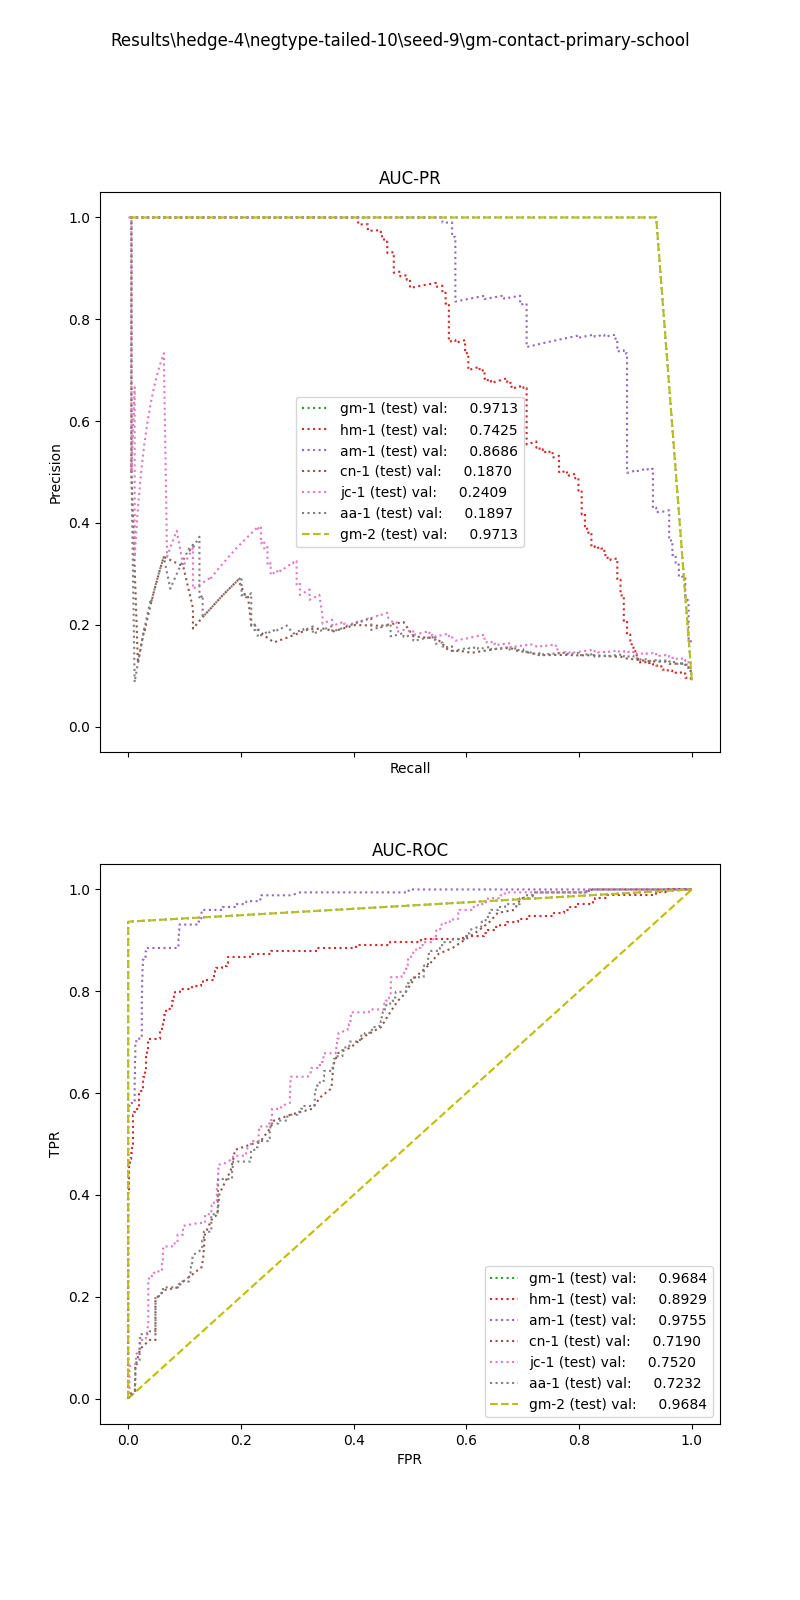 Results\hedge-4\negtype-tailed-10\seed-9\gm-contact-primary-school
AUC-PR
1.0
0.8
0.6
0.4
0.2
0.0
Precision
gm-1 (test) val: 0.9713
hm-1 (test) val: 0.7425
am-1 (test) val: 0.8686
cn-1 (test) val: 0.1870
jc-1 (test) val: 0.2409
aa-1 (test) val: 0.1897
gm-2 (test) val: 0.9713
Recall
AUC-ROC
1.0
0.8
0.6
0.4
0.2
0.0
TPR
gm-1 (test) val: 0.9684
hm-1 (test) val: 0.8929
am-1 (test) val: 0.9755
cn-1 (test) val: 0.7190
jc-1 (test) val: 0.7520
aa-1 (test) val: 0.7232
gm-2 (test) val: 0.9684
0.0 0.2 0.4 0.6 0.8 1.0
FPR